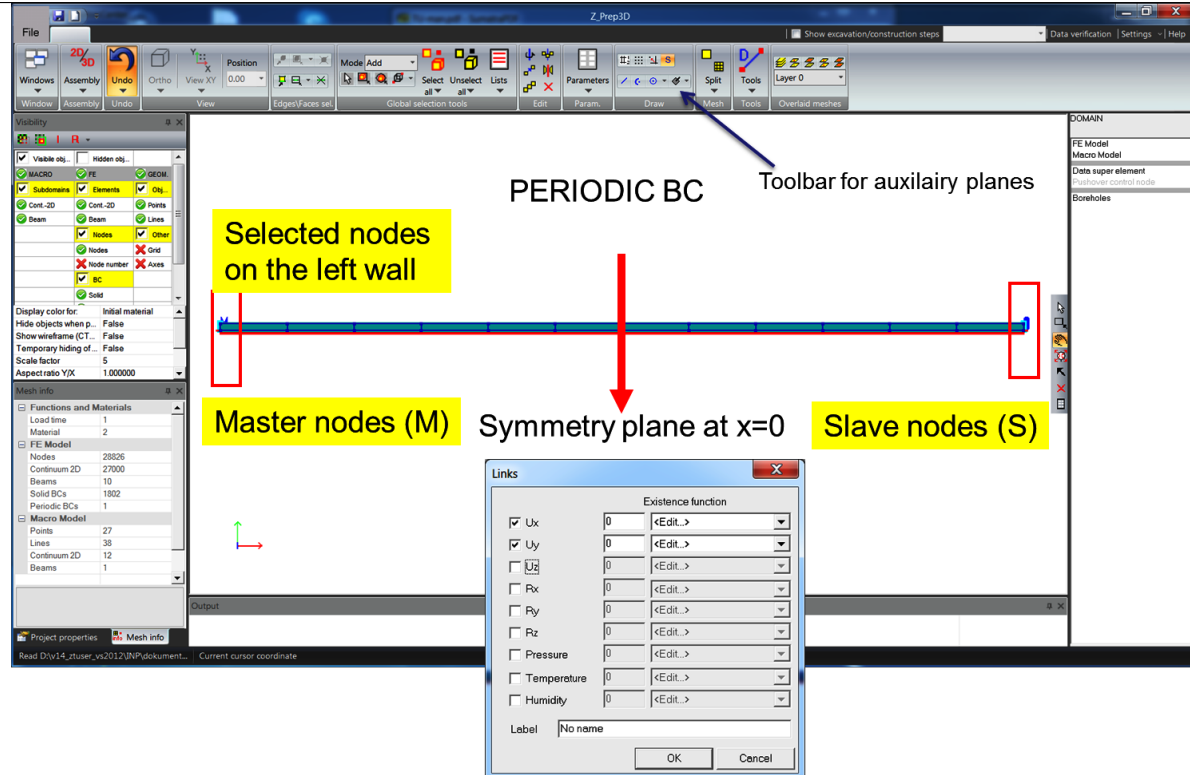 Z_Prep3D
File
Show excavation/construction steps
Data verification
Settings
Help
2D/3D
Position
0.00
Mode
Add
Windows
Assembly
Undo
Ortho
View XY
Select all
Unselect all
Lists
Parameters
Split
Tools
Layer 0
Window
Assembly
Undo
View
Edges\Faces sel.
Global selection tools
Edit
Param.
Draw
Mesh
Tools
Overlaid meshes
Toolbar for auxilairy planes
PERIODIC BC
Selected nodes
on the left wall
Master nodes (M)
Symmetry plane at x=0
Slave nodes (S)
Visibility
Visibile obj...
Hidden obj...
MACRO
FE
GEOM.
Subdomains
Elements
Obj...
Cont.-2D
Cont.-2D
Points
Beam
Beam
Lines
Nodes
Other
Nodes
Grid
Node number
Axes
BC
Solid
Display color for:
Initial material
Hide objects when p...
False
Show wireframe (CT...
False
Temporary hiding of...
False
Scale factor
5
Aspect ratio Y/X
1.000000
Mesh info
Functions and Materials
Load time
1
Material
2
FE Model
Nodes
28826
Continuum 2D
27000
Beams
10
Solid BCs
1802
Periodic BCs
1
Macro Model
Points
27
Lines
38
Continuum 2D
12
Beams
1
Project properties
Mesh info
Read D:\v14_ztuser_vs2012\INP\dokument...
Current cursor coordinate
Output
DOMAIN
FE Model
Macro Model
Data super element
Pushover control node
Boreholes
Links
Existence function
Ux
0
<Edit...>
Uy
0
<Edit...>
Uz
0
<Edit...>
Rx
0
<Edit...>
Ry
0
<Edit...>
Rz
0
<Edit...>
Pressure
0
<Edit...>
Temperature
0
<Edit...>
Humidity
0
<Edit...>
Label
No name
OK
Cancel